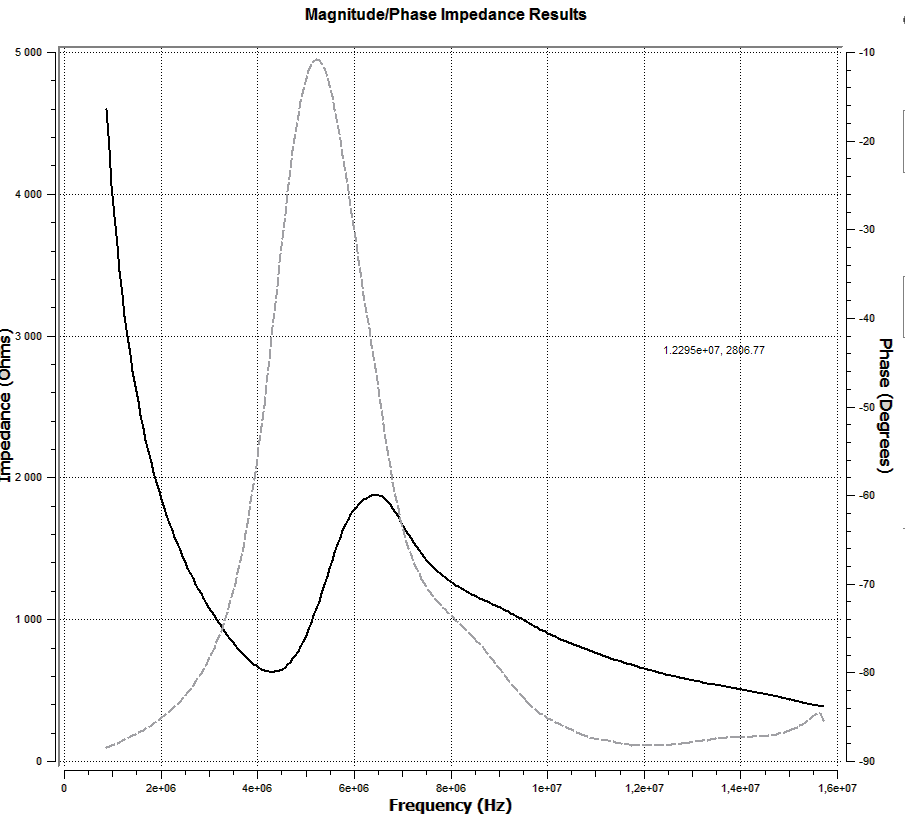 Magnitude/Phase Impedance Results
5 000
4 000
3 000
2 000
1 000
0
Impedance (Ohms)
-10
-20
-30
-40
-50
-60
-70
-80
-90
Phase (Degrees)
1.2295e+07, 2806.77
0
2e+06
4e+06
6e+06
8e+06
1e+07
1,2e+07
1,4e+07
1,6e+07
Frequency (Hz)